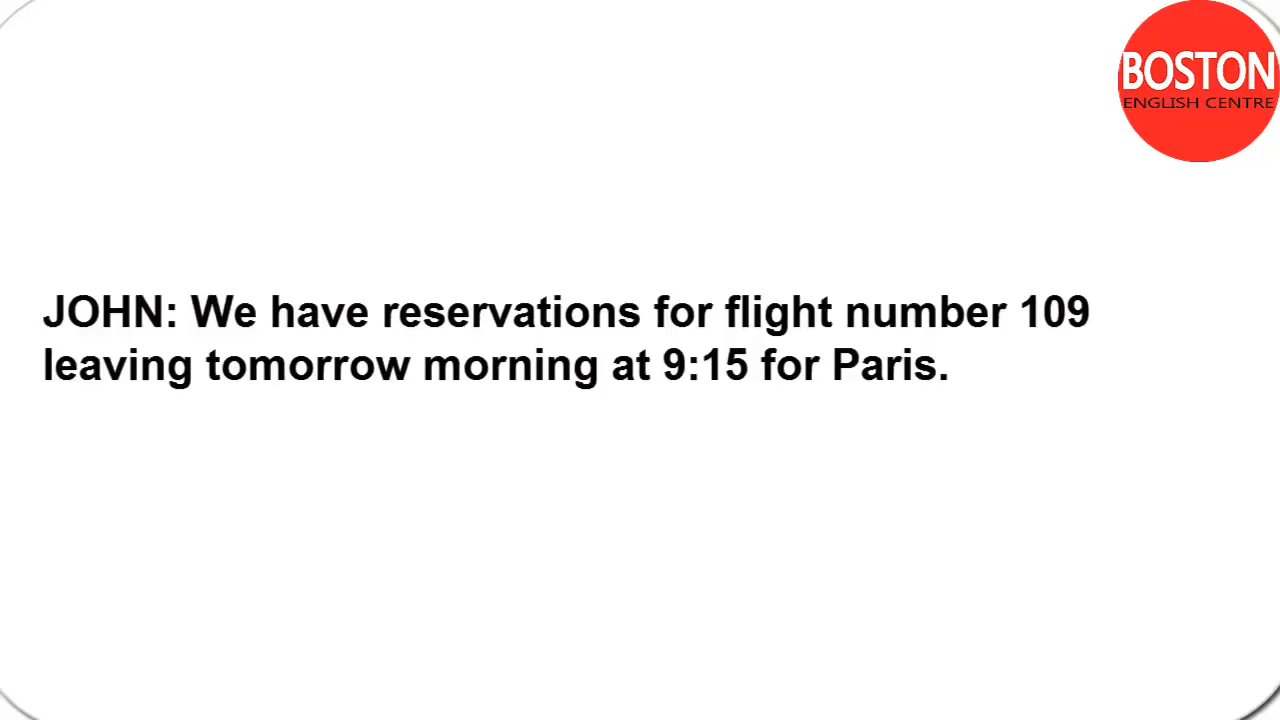 BOSTON
ENGLISH CENTRE
JOHN: We have reservations for flight number 109
leaving tomorrow morning at 9:15 for Paris.